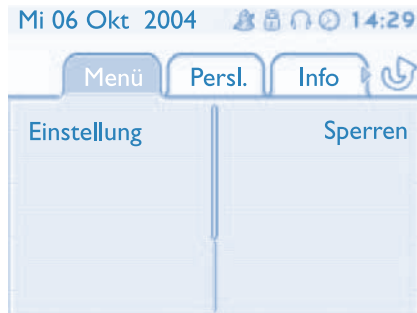 Mi 06 Okt 2004 14:29
Menü Persl. Info
Einstellung Sperren